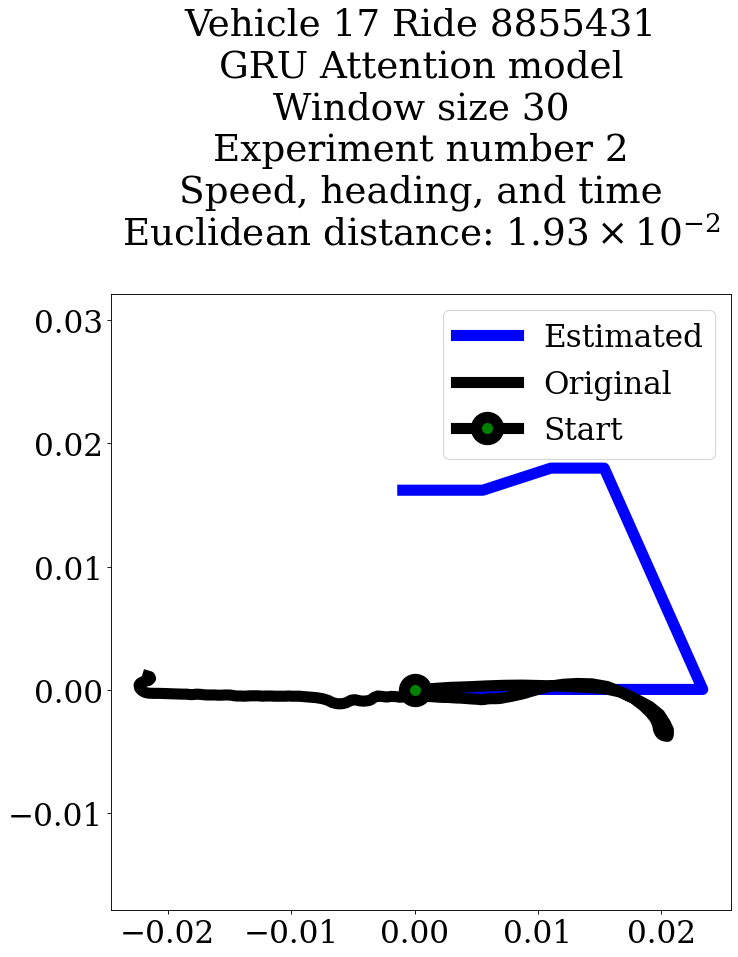 Vehicle 17 Ride 8855431
GRU Attention model
Window size 30
Experiment number 2
Speed, heading, and time
Euclidean distance: 1.93 × 10⁻²
Estimated
Original
Start
0.03
0.02
0.01
0.00
−0.01
−0.02
−0.01
0.00
0.01
0.02